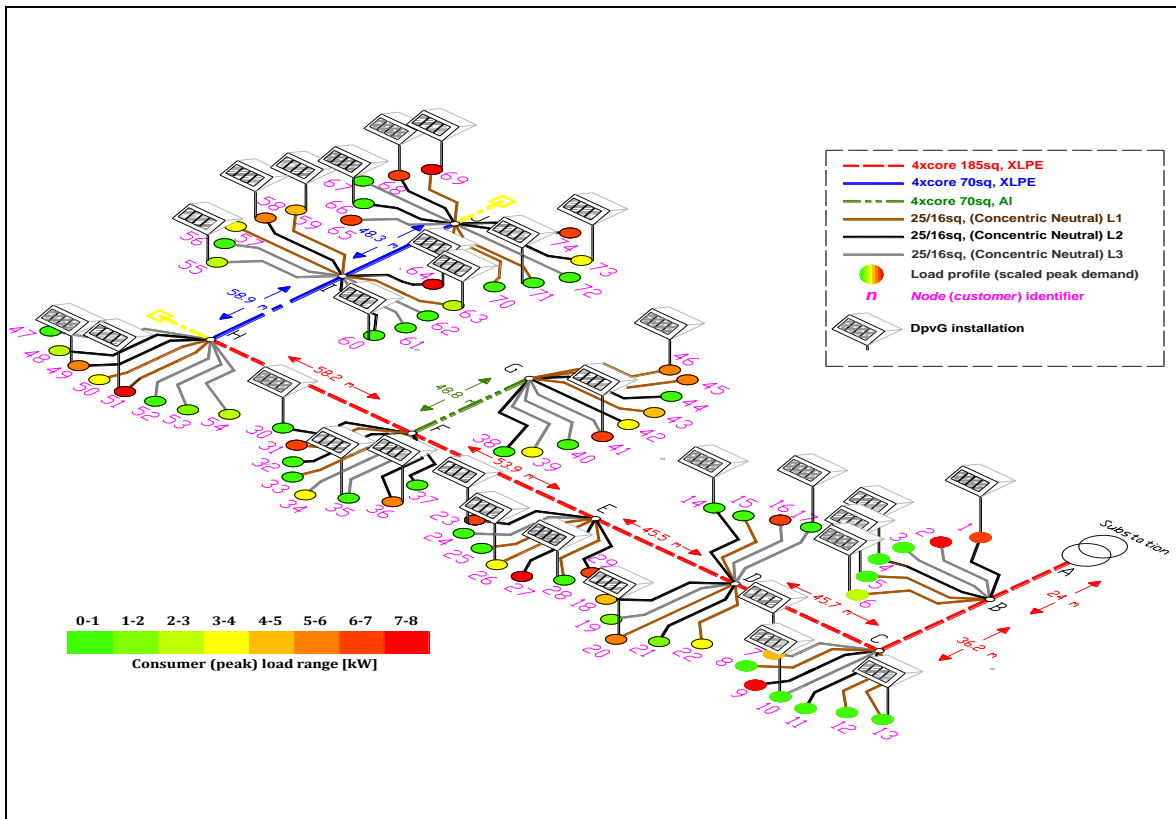 69
68
67
66
65
59
58
57
56
55
48.3 m
J
74
73
72
71
70
64
63
62
61
60
I
58.9 m
H
47
48
49
50
51
52
53
54
58.2 m
G
48.8 m
46
45
44
43
42
41
40
39
38
F
30
31
32
33
34
35
36
37
53.9 m
E
23
24
25
26
27
28
29
45.5 m
14
15
16
17
D
18
19
20
21
22
45.7 m
1
2
3
4
5
6
Substation
A
24 m
B
36.2 m
C
7
8
9
10
11
12
13
4xcore 185sq, XLPE
4xcore 70sq, XLPE
4xcore 70sq, Al
25/16sq, (Concentric Neutral) L1
25/16sq, (Concentric Neutral) L2
25/16sq, (Concentric Neutral) L3
Load profile (scaled peak demand)
n Node (customer) identifier
DpvG installation
0-1 1-2 2-3 3-4 4-5 5-6 6-7 7-8
Consumer (peak) load range [kW]